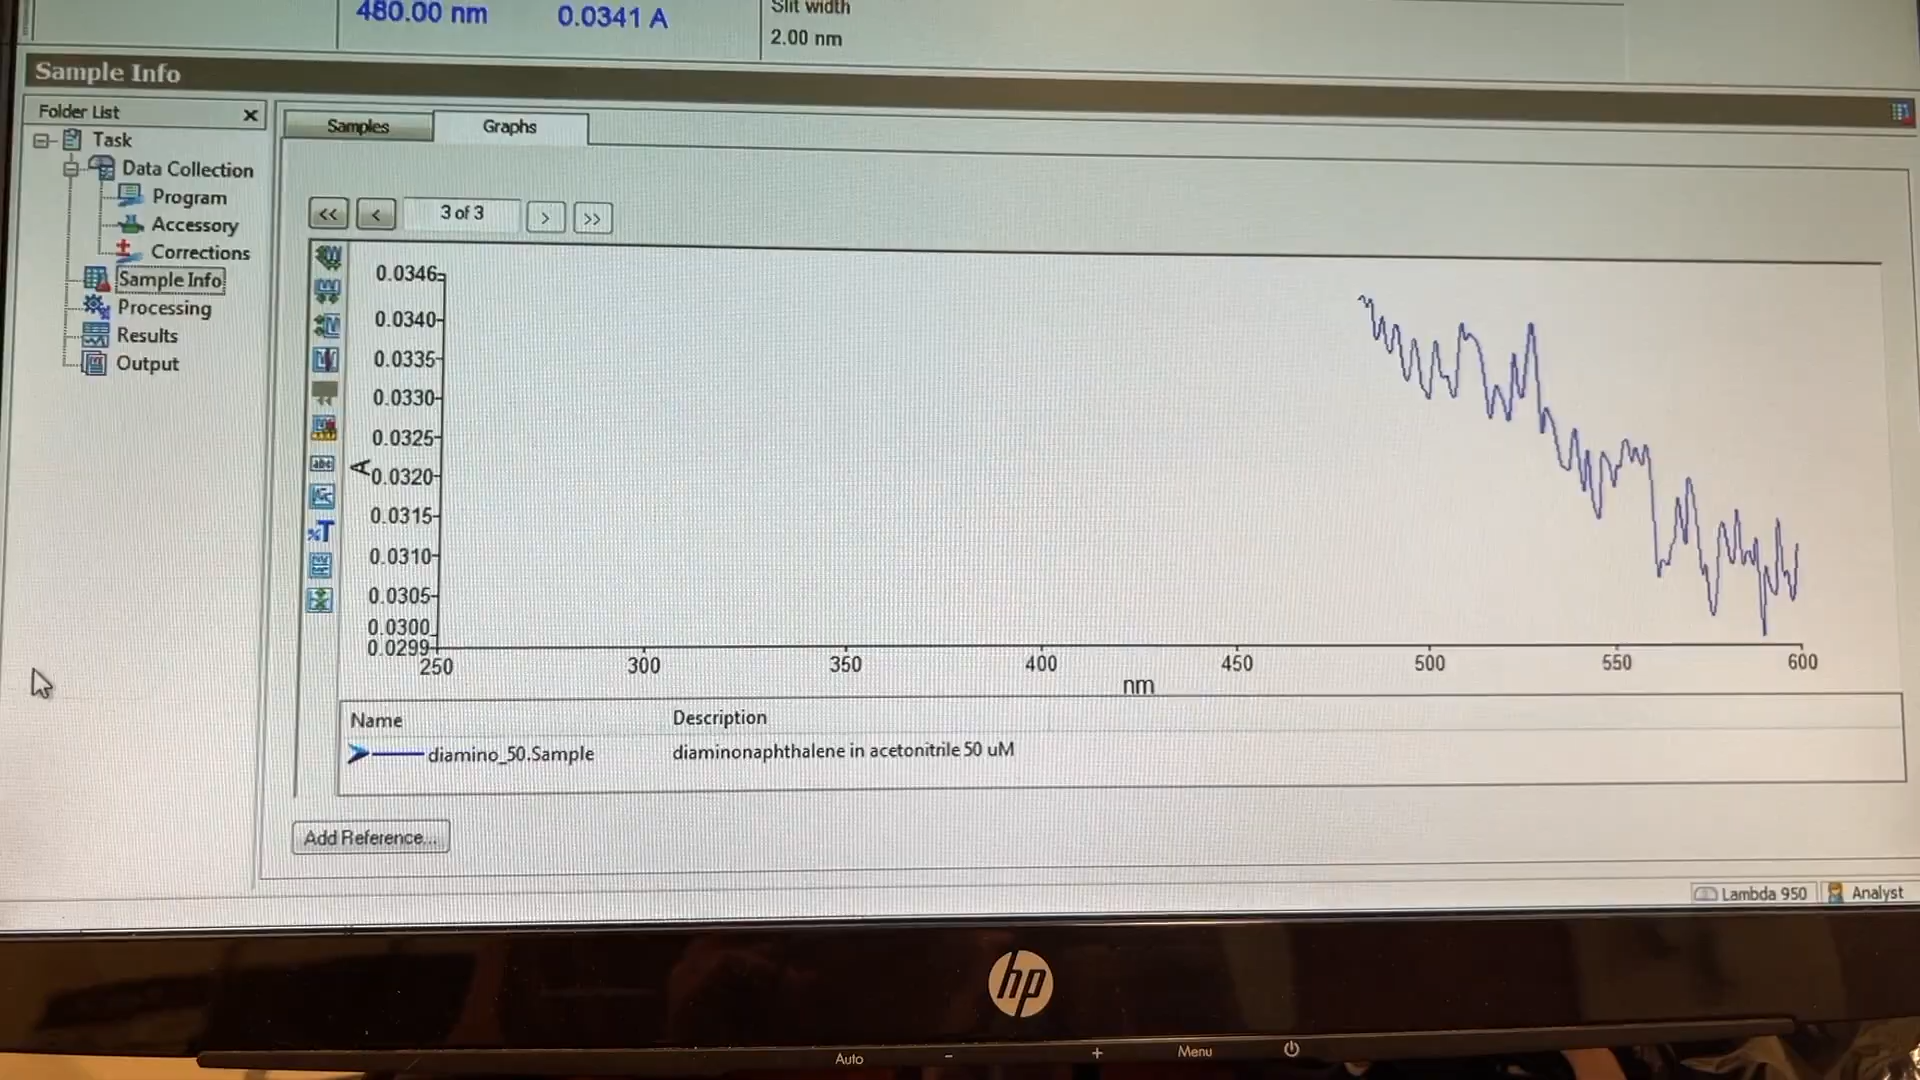 480.00 nm 0.0341 A
Slit width
2.00 nm
Sample Info
Folder List
Task
Data Collection
Program
Accessory
Corrections
Sample Info
Processing
Results
Output
Samples Graphs
<< < 3 of 3 > >>
0.0346
0.0340
0.0335
0.0330
0.0325
0.0320
0.0315
0.0310
0.0305
0.0300
0.0299
A
abc
250 300 350 400 450 500 550 600
nm
Name Description
diamino_50.Sample diaminonaphthalene in acetonitrile 50 uM
Add Reference...
Lambda 950 Analyst
hp
Auto - + Menu